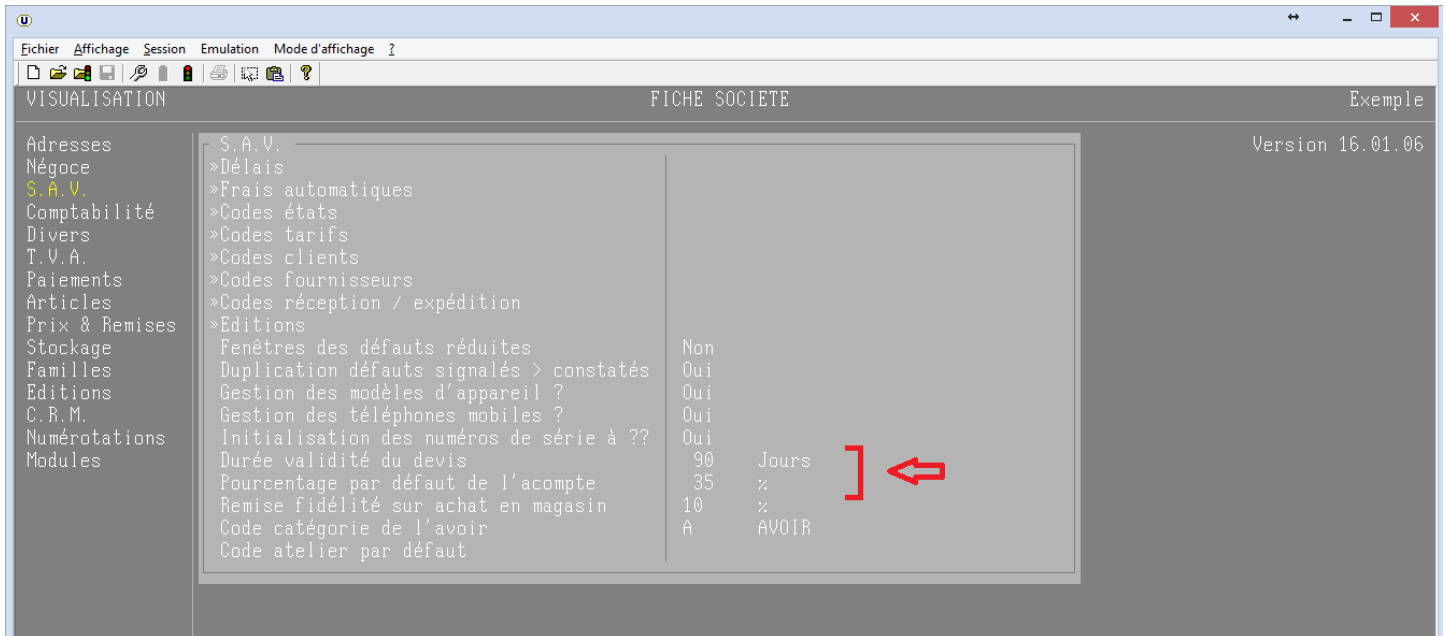 Fichier Affichage Session Emulation Mode d'affichage ?
VISUALISATION FICHE SOCIETE Exemple
Version 16.01.06
Adresses
Négoce
S.A.V.
Comptabilité
Divers
T.V.A.
Paiements
Articles
Prix & Remises
Stockage
Familles
Editions
C.R.M.
Numérotations
Modules
S.A.V.
»Délais
»Frais automatiques
»Codes états
»Codes tarifs
»Codes clients
»Codes fournisseurs
»Codes réception / expédition
»Editions
Fenêtres des défauts réduites Non
Duplication défauts signalés > constatés Oui
Gestion des modèles d'appareil ? Oui
Gestion des téléphones mobiles ? Oui
Initialisation des numéros de série à ?? Oui
Durée validité du devis 90 Jours
Pourcentage par défaut de l'acompte 35 %
Remise fidélité sur achat en magasin 10 %
Code catégorie de l'avoir A AVOIR
Code atelier par défaut